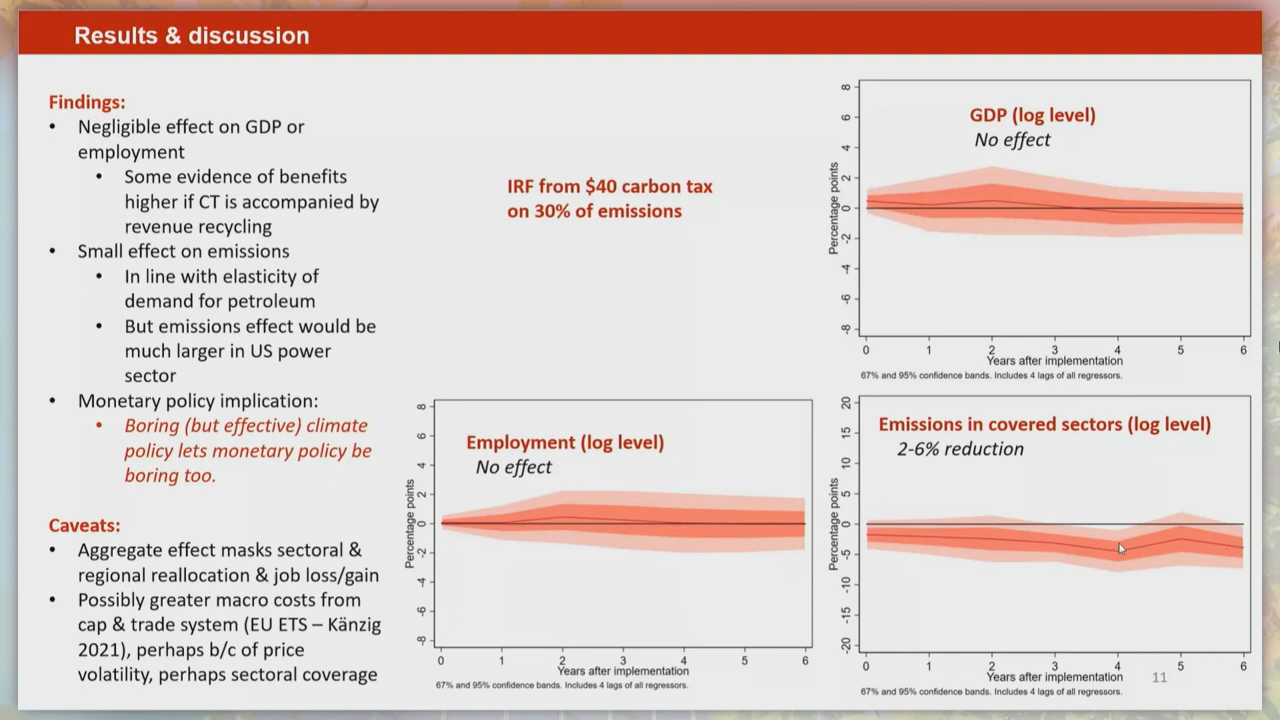 Results & discussion
Findings:
• Negligible effect on GDP or
employment
• Some evidence of benefits
higher if CT is accompanied by
revenue recycling
• Small effect on emissions
• In line with elasticity of
demand for petroleum
• But emissions effect would be
much larger in US power
sector
• Monetary policy implication:
• Boring (but effective) climate
policy lets monetary policy be
boring too.
Caveats:
• Aggregate effect masks sectoral &
regional reallocation & job loss/gain
• Possibly greater macro costs from
cap & trade system (EU ETS – Känzig
2021), perhaps b/c of price
volatility, perhaps sectoral coverage
IRF from $40 carbon tax
on 30% of emissions
GDP (log level)
No effect
Percentage points
8
6
4
2
0
-2
-4
-6
-8
0 1 2 3 4 5 6
Years after implementation
67% and 95% confidence bands. Includes 4 lags of all regressors.
Employment (log level)
No effect
Percentage points
8
6
4
2
0
-2
-4
-6
-8
0 1 2 3 4 5 6
Years after implementation
67% and 95% confidence bands. Includes 4 lags of all regressors.
Emissions in covered sectors (log level)
2-6% reduction
Percentage points
20
15
10
5
0
-5
-10
-15
-20
0 1 2 3 4 5 6
Years after implementation
67% and 95% confidence bands. Includes 4 lags of all regressors.
11